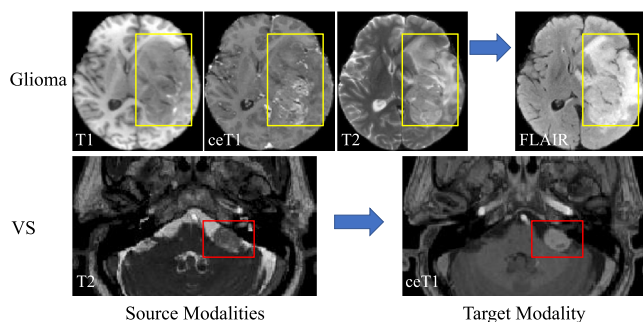 Glioma
T1
ceT1
T2
FLAIR
VS
T2
ceT1
Source Modalities
Target Modality